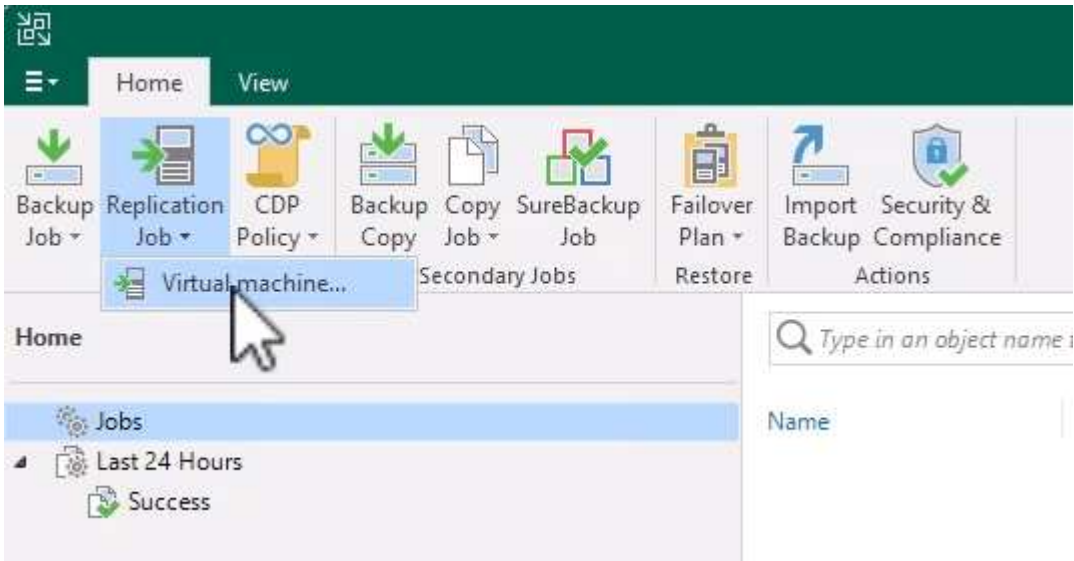 Home View
Backup Replication CDP Backup Copy SureBackup Failover Import Security &
Job Job Policy Copy Job Job Plan Backup Compliance
Secondary Jobs Restore Actions
Virtual machine...
Home
Type in an object name
Jobs
Name
Last 24 Hours
Success